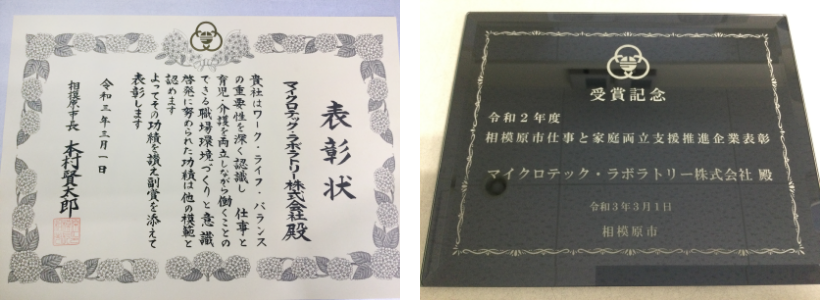 表彰状
マイクロテック・ラボラトリー株式会社殿
貴社はワーク・ライフ・バランス
の重要性を深く認識し 仕事と
育児・介護を両立しながら働くことの
できる職場環境づくりと意識
啓発に努められた功績は他の模範と
認めます
よってその功績を讃え副賞を添えて
表彰します
令和三年三月一日
相模原市長 本村賢太郎
受賞記念
令和2年度
相模原市仕事と家庭両立支援推進企業表彰
マイクロテック・ラボラトリー株式会社 殿
令和3年3月1日
相模原市